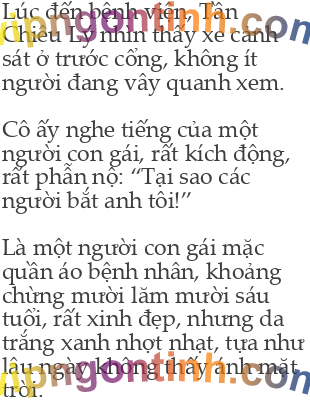 Lúc đến bệnh viện, Tần
Chiêu Lý nhìn thấy xe cảnh
sát ở trước cổng, không ít
người đang vây quanh xem.
Cô ấy nghe tiếng của một
người con gái, rất kích động,
rất phẫn nộ: “Tại sao các
người bắt anh tôi!”
Là một người con gái mặc
quần áo bệnh nhân, khoảng
chừng mười lăm mười sáu
tuổi, rất xinh đẹp, nhưng da
trắng xanh nhợt nhạt, tựa như
lâu ngày không thấy ánh mặt
trời.